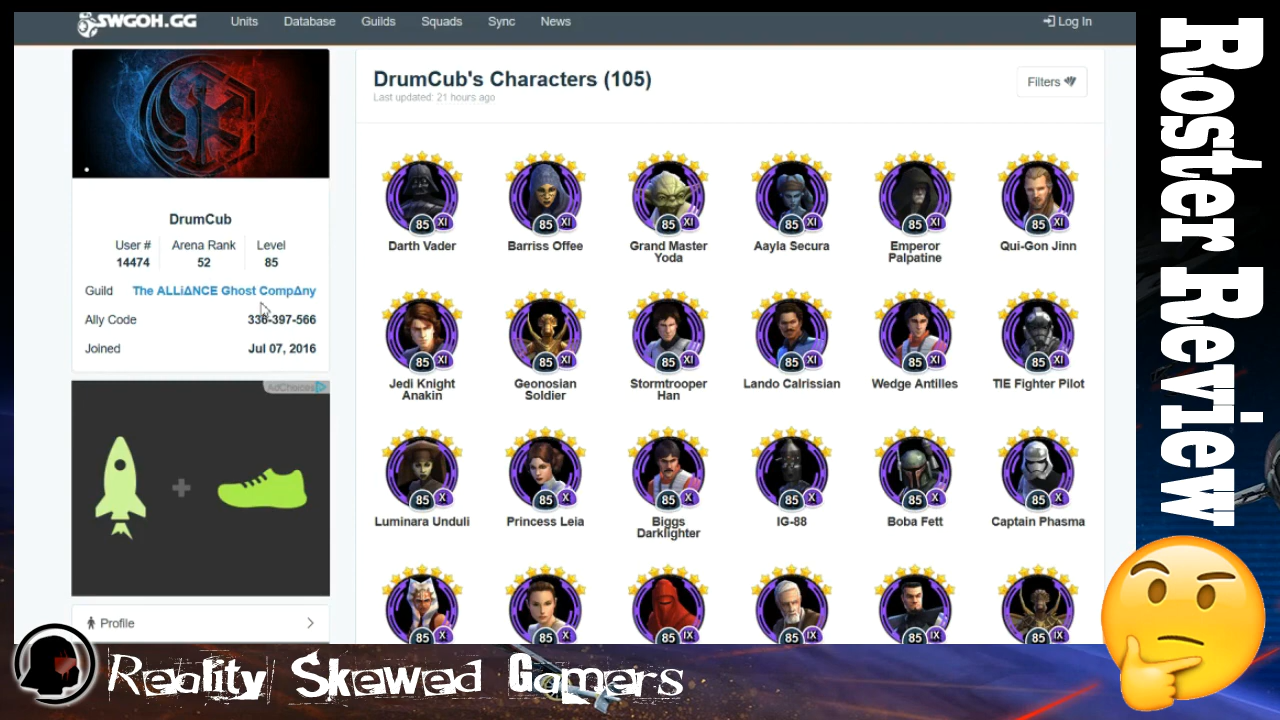 SWGOH.GG
Units Database Guilds Squads Sync News
Log In
DrumCub
User # Arena Rank Level
14474 52 85
Guild The ALLiΔNCE Ghost CompΔny
Ally Code 336-397-566
Joined Jul 07, 2016
AdChoices
Profile
DrumCub's Characters (105)
Last updated: 21 hours ago
Filters
85 XI 85 XI 85 XI 85 XI 85 XI 85 XI
Darth Vader Barriss Offee Grand Master Yoda Aayla Secura Emperor Palpatine Qui-Gon Jinn
85 XI 85 XI 85 XI 85 XI 85 XI 85 XI
Jedi Knight Anakin Geonosian Soldier Stormtrooper Han Lando Calrissian Wedge Antilles TIE Fighter Pilot
85 X 85 X 85 X 85 X 85 X 85 X
Luminara Unduli Princess Leia Biggs Darklighter IG-88 Boba Fett Captain Phasma
85 X 85 X 85 IX 85 IX 85 IX 85 IX
Roster Review
Reality Skewed Gamers